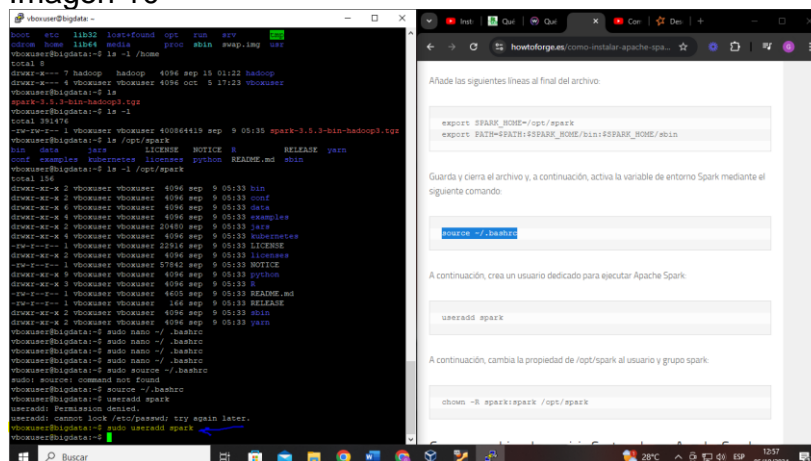 Imagen 10
vboxuser@bigdata: ~
boot etc lib32 lost+found opt run srv tmp
cdrom home lib64 media proc sbin swap.img usr
vboxuser@bigdata:~$ ls -l /home
total 8
drwxr-x--- 7 hadoop hadoop 4096 sep 15 01:22 hadoop
drwxr-x--- 4 vboxuser vboxuser 4096 oct 5 17:23 vboxuser
vboxuser@bigdata:~$ ls
spark-3.5.3-bin-hadoop3.tgz
vboxuser@bigdata:~$ ls -l
total 391476
-rw-rw-r-- 1 vboxuser vboxuser 400864419 sep 9 05:35 spark-3.5.3-bin-hadoop3.tgz
vboxuser@bigdata:~$ ls /opt/spark
bin data jars LICENSE NOTICE R RELEASE yarn
conf examples kubernetes licenses python README.md sbin
vboxuser@bigdata:~$ ls -l /opt/spark
total 156
drwxr-xr-x 2 vboxuser vboxuser 4096 sep 9 05:33 bin
drwxr-xr-x 2 vboxuser vboxuser 4096 sep 9 05:33 conf
drwxr-xr-x 6 vboxuser vboxuser 4096 sep 9 05:33 data
drwxr-xr-x 4 vboxuser vboxuser 4096 sep 9 05:33 examples
drwxr-xr-x 2 vboxuser vboxuser 20480 sep 9 05:33 jars
drwxr-xr-x 4 vboxuser vboxuser 4096 sep 9 05:33 kubernetes
-rw-r--r-- 1 vboxuser vboxuser 22916 sep 9 05:33 LICENSE
drwxr-xr-x 2 vboxuser vboxuser 4096 sep 9 05:33 licenses
-rw-r--r-- 1 vboxuser vboxuser 57842 sep 9 05:33 NOTICE
drwxr-xr-x 9 vboxuser vboxuser 4096 sep 9 05:33 python
drwxr-xr-x 3 vboxuser vboxuser 4096 sep 9 05:33 R
-rw-r--r-- 1 vboxuser vboxuser 4605 sep 9 05:33 README.md
-rw-r--r-- 1 vboxuser vboxuser 166 sep 9 05:33 RELEASE
drwxr-xr-x 2 vboxuser vboxuser 4096 sep 9 05:33 sbin
drwxr-xr-x 2 vboxuser vboxuser 4096 sep 9 05:33 yarn
vboxuser@bigdata:~$ sudo nano ~/ .bashrc
vboxuser@bigdata:~$ sudo nano ~/ .bashrc
vboxuser@bigdata:~$ sudo nano ~/ .bashrc
vboxuser@bigdata:~$ sudo source ~/.bashrc
sudo: source: command not found
vboxuser@bigdata:~$ source ~/.bashrc
vboxuser@bigdata:~$ useradd spark
useradd: Permission denied.
useradd: cannot lock /etc/passwd; try again later.
vboxuser@bigdata:~$ sudo useradd spark
vboxuser@bigdata:~$
Inst
Qué
Qui
Con
Des
howtoforge.es/como-instalar-apache-spa...
Añade las siguientes líneas al final del archivo:
export SPARK_HOME=/opt/spark
export PATH=$PATH:$SPARK_HOME/bin:$SPARK_HOME/sbin
Guarda y cierra el archivo y, a continuación, activa la variable de entorno Spark mediante el
siguiente comando:
source ~/.bashrc
A continuación, crea un usuario dedicado para ejecutar Apache Spark:
useradd spark
A continuación, cambia la propiedad de /opt/spark al usuario y grupo spark:
chown -R spark:spark /opt/spark
Buscar
28°C
ESP
12:57